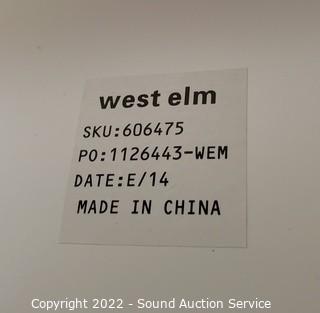 west elm
SKU:606475
PO:1126443-WEM
DATE:E/14
MADE IN CHINA
Copyright 2022 - Sound Auction Service